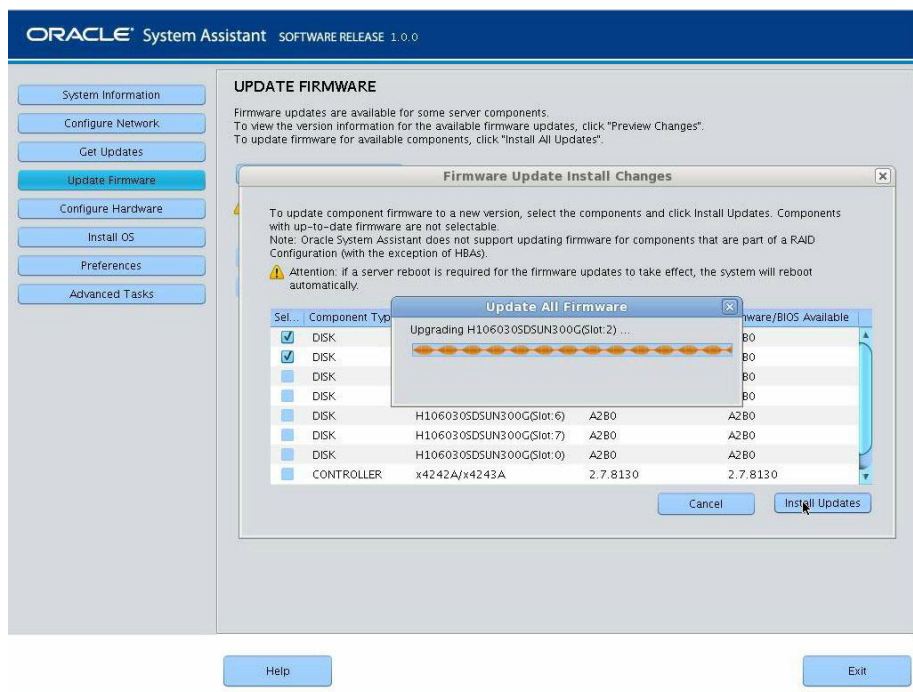 ORACLE® System Assistant SOFTWARE RELEASE 1.0.0
System Information
Configure Network
Get Updates
Update Firmware
Configure Hardware
Install OS
Preferences
Advanced Tasks
UPDATE FIRMWARE
Firmware updates are available for some server components.
To view the version information for the available firmware updates, click "Preview Changes".
To update firmware for available components, click "Install All Updates".
Firmware Update Install Changes
To update component firmware to a new version, select the components and click Install Updates. Components
with up-to-date firmware are not selectable.
Note: Oracle System Assistant does not support updating firmware for components that are part of a RAID
Configuration (with the exception of HBAs).
Attention: if a server reboot is required for the firmware updates to take effect, the system will reboot
automatically.
Update All Firmware
Upgrading H106030SDSUN300G(Slot:2) ...
Sel... Component Typ nware/BIOS Available
DISK B0
DISK B0
DISK B0
DISK B0
DISK H106030SDSUN300G(Slot:6) A2B0 A2B0
DISK H106030SDSUN300G(Slot:7) A2B0 A2B0
DISK H106030SDSUN300G(Slot:0) A2B0 A2B0
CONTROLLER x4242A/x4243A 2.7.8130 2.7.8130
Cancel Install Updates
Help Exit